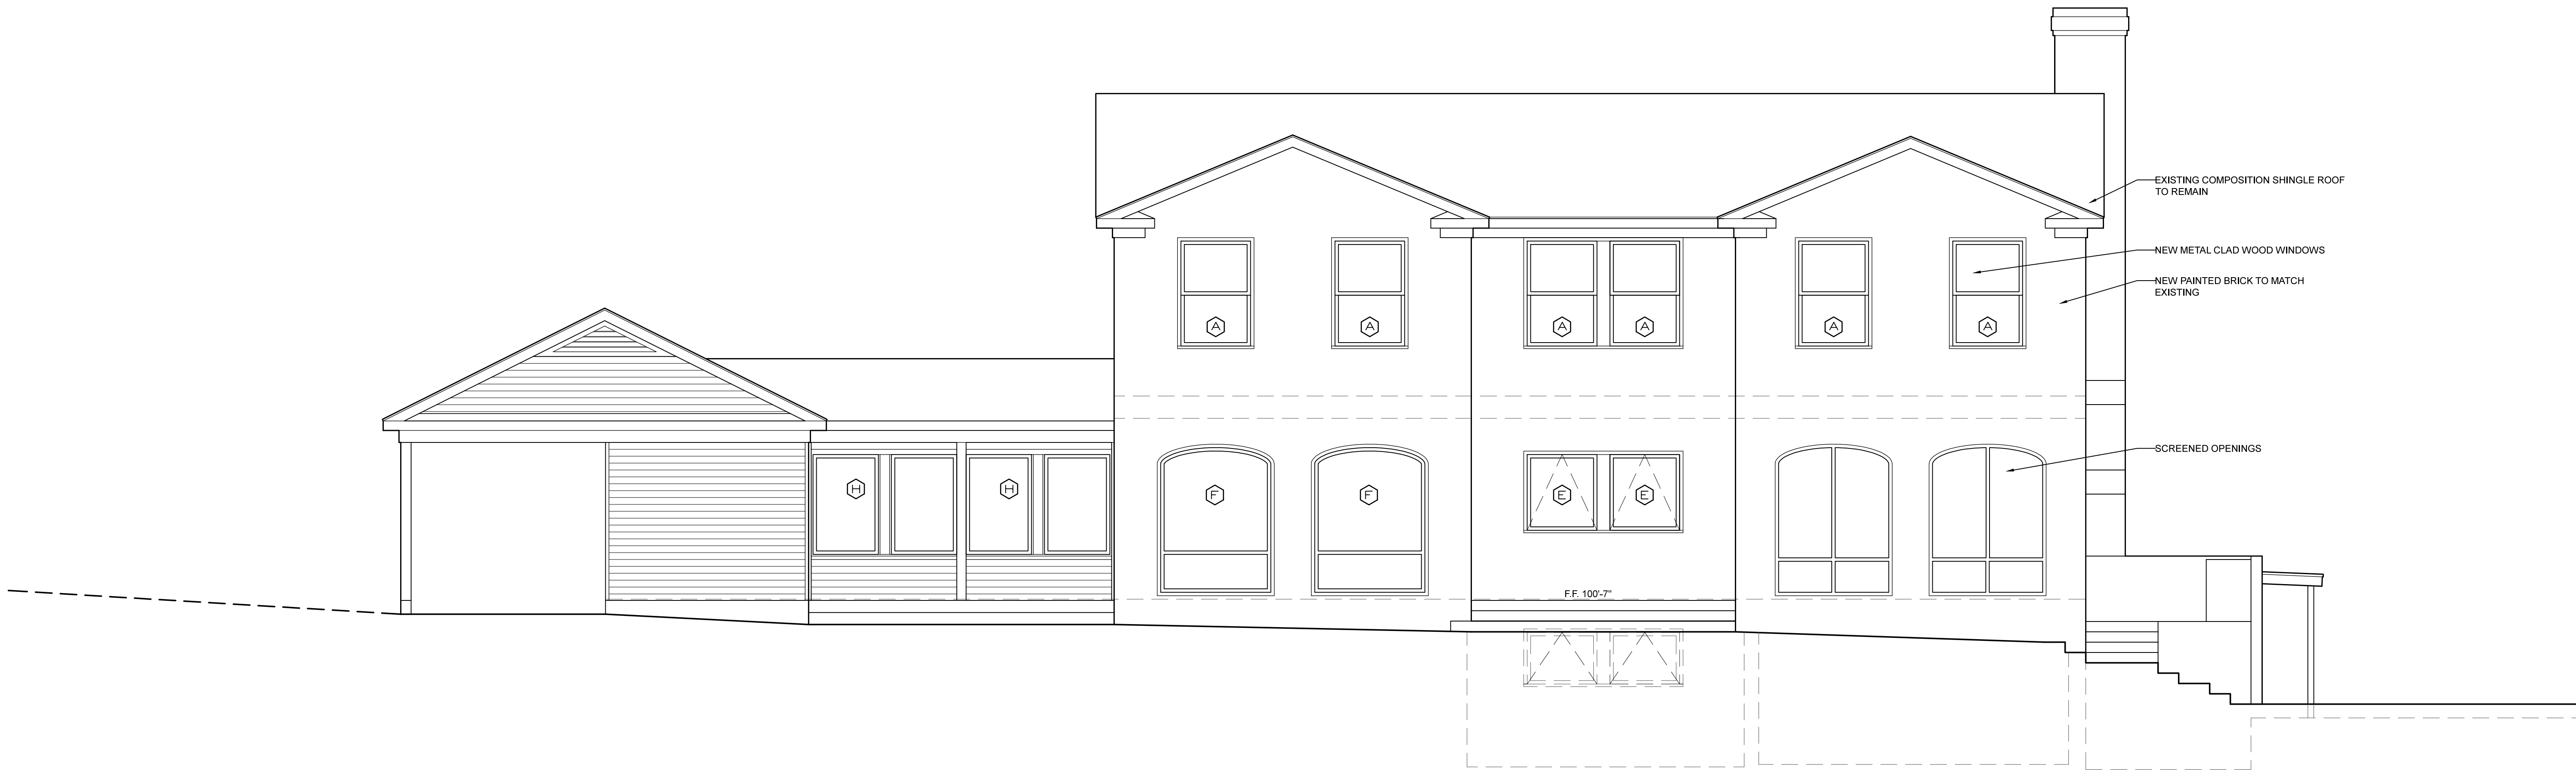 EXISTING COMPOSITION SHINGLE ROOF
TO REMAIN
NEW METAL CLAD WOOD WINDOWS
NEW PAINTED BRICK TO MATCH
EXISTING
A
A
A
A
A
A
SCREENED OPENINGS
H
H
F
F
E
E
F.F. 100'-7"